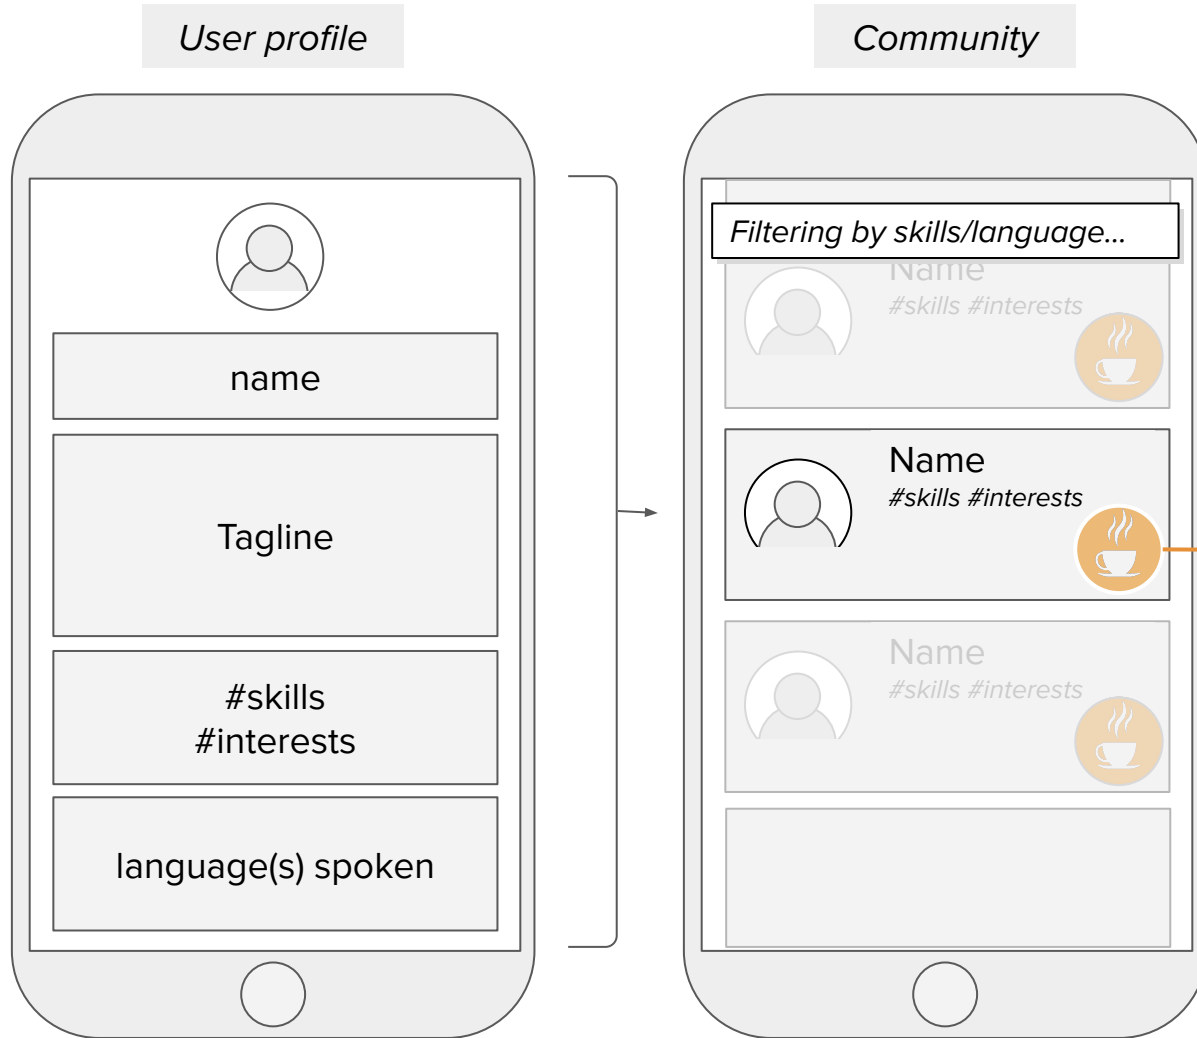 User profile
Community
name
Tagline
#skills
#interests
language(s) spoken
Filtering by skills/language...
Name
#skills #interests
Name
#skills #interests
Name
#skills #interests